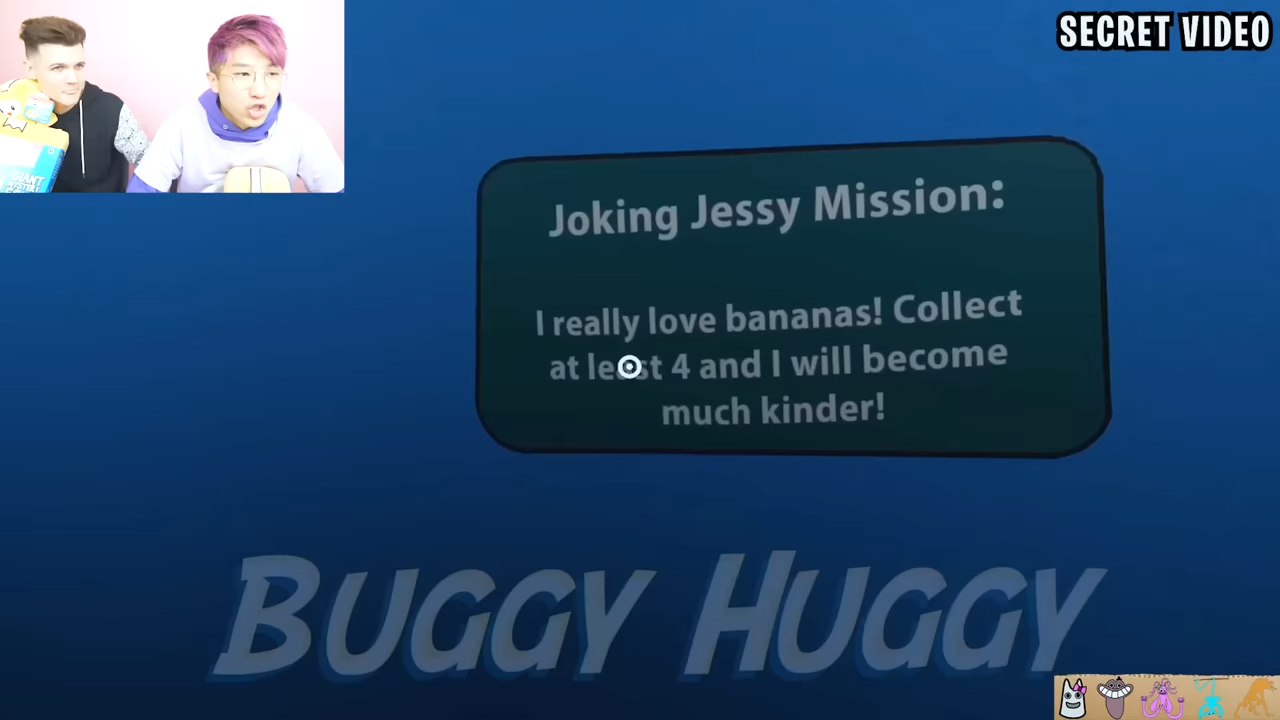 SECRET VIDEO
Joking Jessy Mission:
I really love bananas! Collect
at least 4 and I will become
much kinder!
BUGGY HUGGY
GIANT